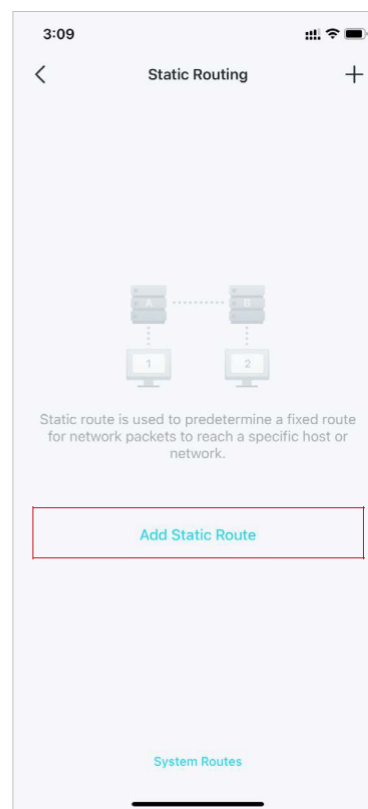 3:09
Static Routing
A
B
1
2
Static route is used to predetermine a fixed route
for network packets to reach a specific host or
network.
Add Static Route
System Routes